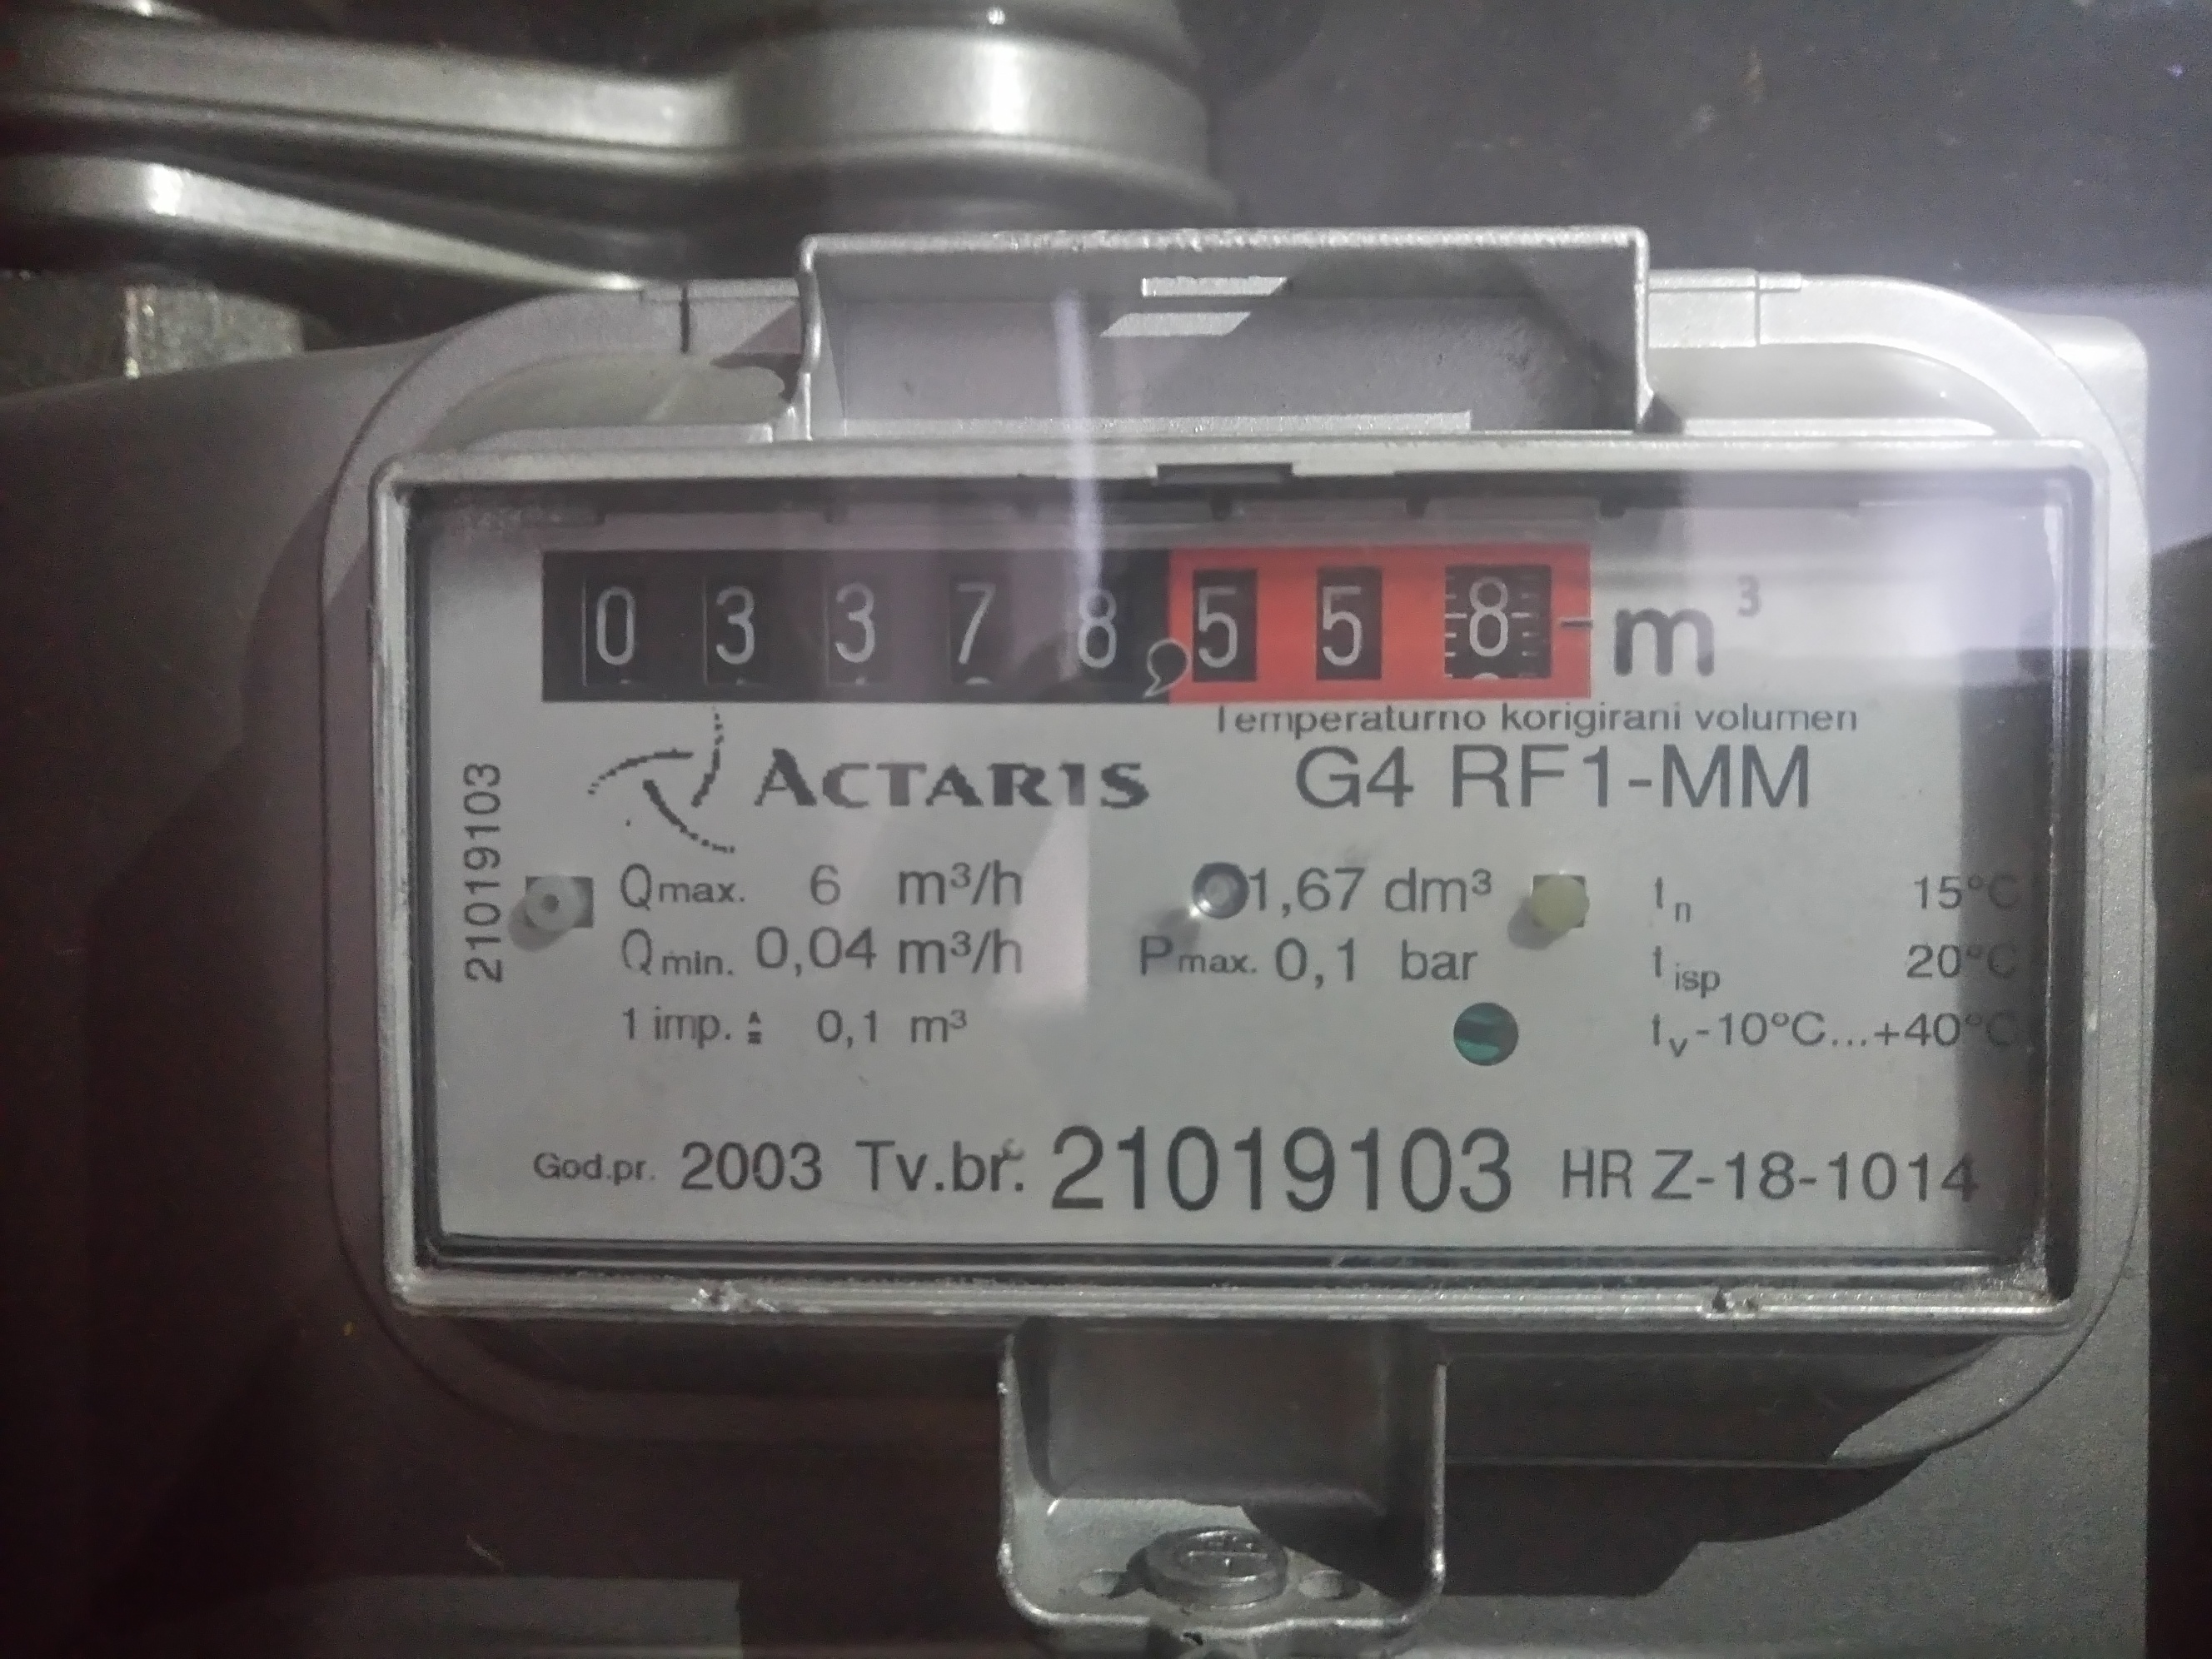 03378,558 m³
Temperaturno korigirani volumen
ACTARIS G4 RF1-MM
21019103
Qmax. 6 m³/h 1,67 dm³ tn 15°C
Qmin. 0,04 m³/h Pmax. 0,1 bar tisp 20°C
1 imp. ≙ 0,1 m³ tv -10°C...+40°C
God.pr. 2003 Tv.br. 21019103 HR Z-18-1014